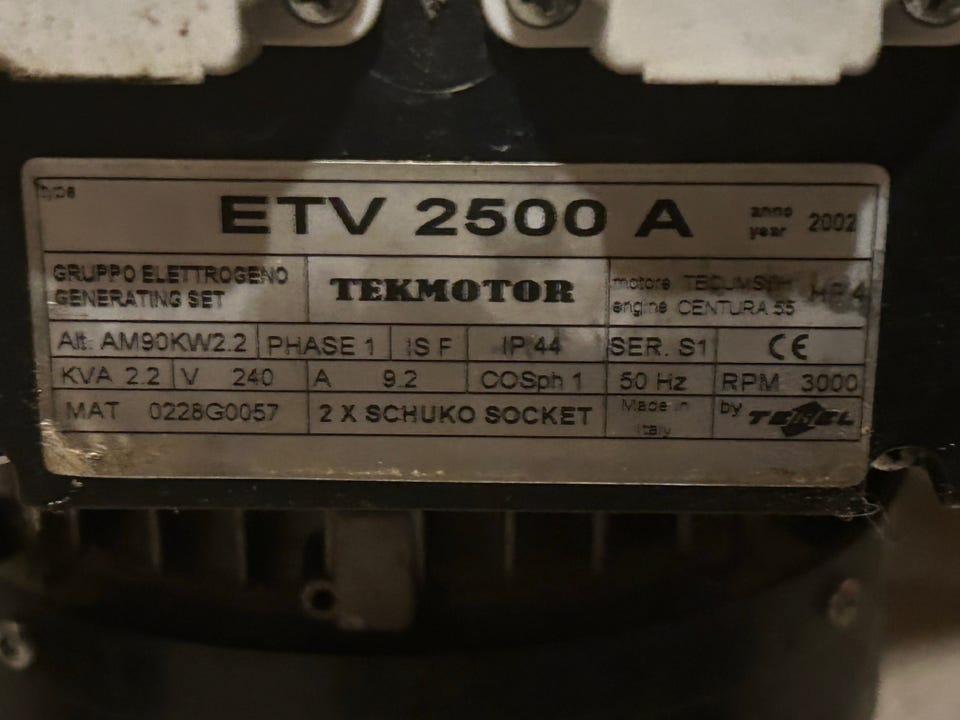 type
ETV 2500 A
anno
year
2002
GRUPPO ELETTROGENO
GENERATING SET
TEKMOTOR
motore
engine CENTURA 55
Alt. AM90KW2.2 PHASE 1 IS F IP 44 SER. S1 CE
KVA 2.2 V 240 A 9.2 COSph 1 50 Hz RPM 3000
MAT 0228G0057 2 X SCHUKO SOCKET
Made in
Italy
by